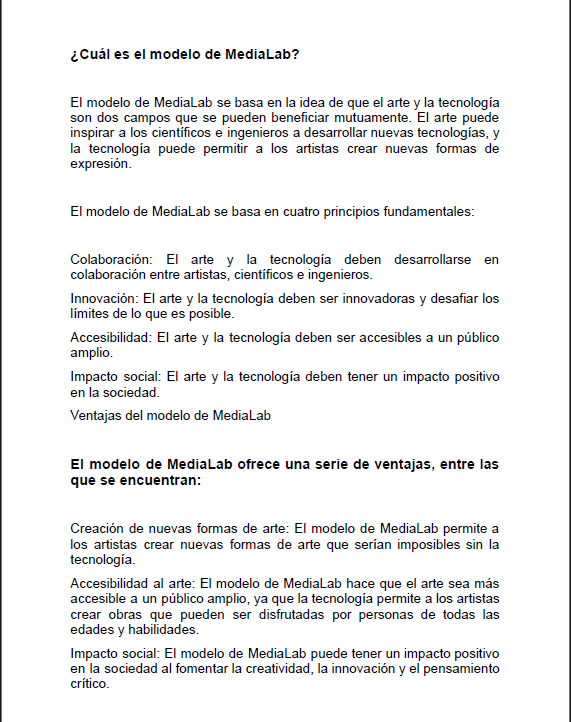 ¿Cuál es el modelo de MediaLab?
El modelo de MediaLab se basa en la idea de que el arte y la tecnología
son dos campos que se pueden beneficiar mutuamente. El arte puede
inspirar a los científicos e ingenieros a desarrollar nuevas tecnologías, y
la tecnología puede permitir a los artistas crear nuevas formas de
expresión.
El modelo de MediaLab se basa en cuatro principios fundamentales:
Colaboración: El arte y la tecnología deben desarrollarse en
colaboración entre artistas, científicos e ingenieros.
Innovación: El arte y la tecnología deben ser innovadoras y desafiar los
límites de lo que es posible.
Accesibilidad: El arte y la tecnología deben ser accesibles a un público
amplio.
Impacto social: El arte y la tecnología deben tener un impacto positivo
en la sociedad.
Ventajas del modelo de MediaLab
El modelo de MediaLab ofrece una serie de ventajas, entre las
que se encuentran:
Creación de nuevas formas de arte: El modelo de MediaLab permite a
los artistas crear nuevas formas de arte que serían imposibles sin la
tecnología.
Accesibilidad al arte: El modelo de MediaLab hace que el arte sea más
accesible a un público amplio, ya que la tecnología permite a los artistas
crear obras que pueden ser disfrutadas por personas de todas las
edades y habilidades.
Impacto social: El modelo de MediaLab puede tener un impacto positivo
en la sociedad al fomentar la creatividad, la innovación y el pensamiento
crítico.